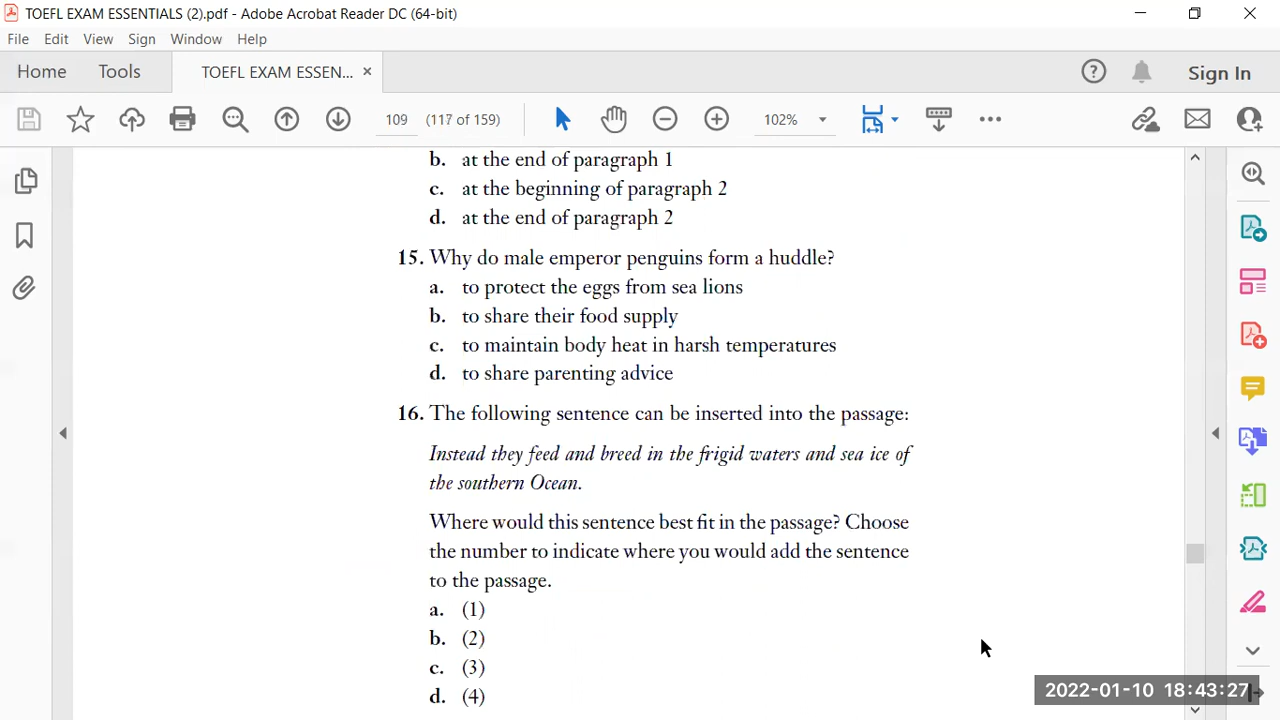 TOEFL EXAM ESSENTIALS (2).pdf - Adobe Acrobat Reader DC (64-bit)
File Edit View Sign Window Help
Home Tools TOEFL EXAM ESSEN... × Sign In
109 (117 of 159) 102%
b. at the end of paragraph 1
c. at the beginning of paragraph 2
d. at the end of paragraph 2
15. Why do male emperor penguins form a huddle?
a. to protect the eggs from sea lions
b. to share their food supply
c. to maintain body heat in harsh temperatures
d. to share parenting advice
16. The following sentence can be inserted into the passage:
Instead they feed and breed in the frigid waters and sea ice of
the southern Ocean.
Where would this sentence best fit in the passage? Choose
the number to indicate where you would add the sentence
to the passage.
a. (1)
b. (2)
c. (3)
d. (4)
2022-01-10 18:43:27